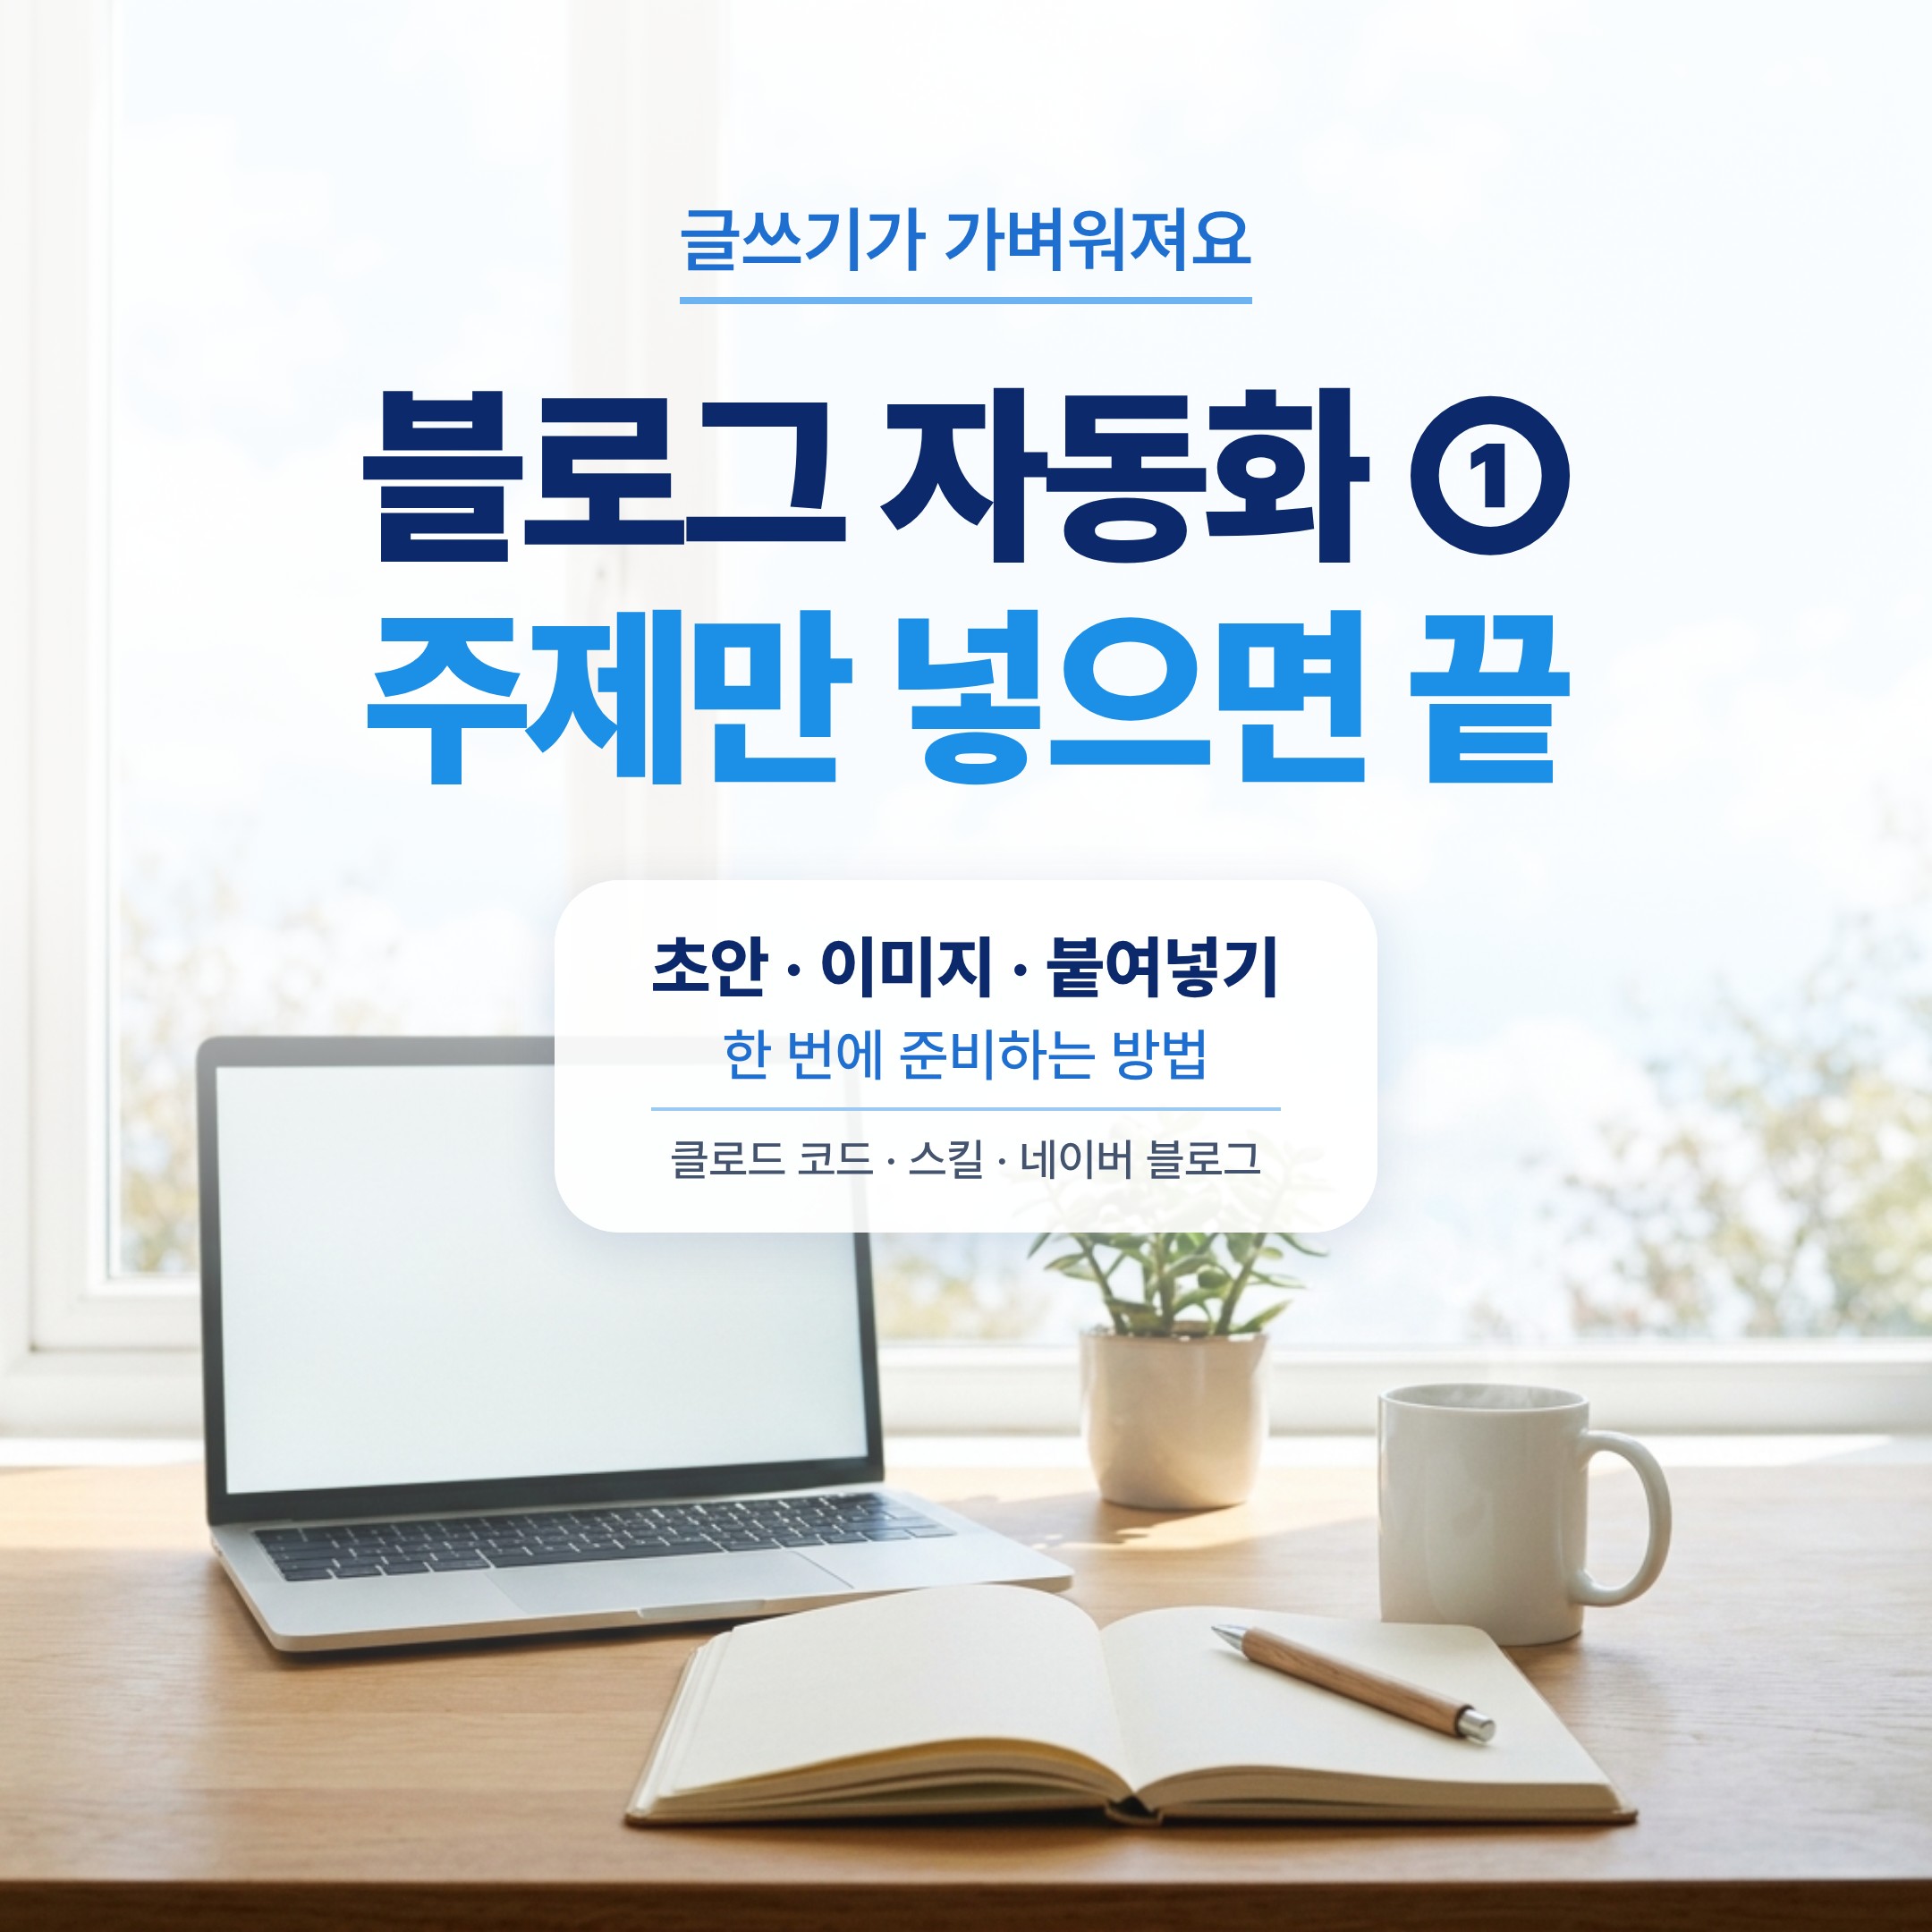 글쓰기가 가벼워져요
블로그 자동화 ①
주제만 넣으면 끝
초안 · 이미지 · 붙여넣기
한 번에 준비하는 방법
클로드 코드 · 스킬 · 네이버 블로그